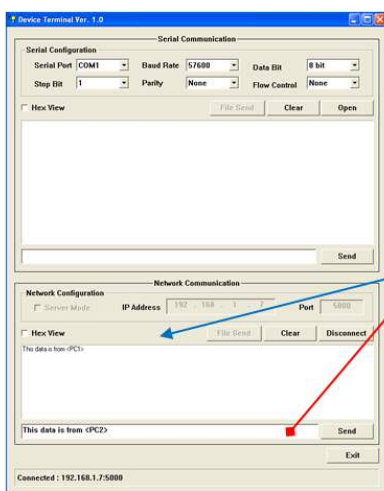 Device Terminal Ver. 1.0
Serial Communication
Serial Configuration
Serial Port COM1 Baud Rate 57600 Data Bit 8 bit
Stop Bit 1 Parity None Flow Control None
Hex View File Send Clear Open
Send
Network Communication
Network Configuration
Server Mode IP Address 192 . 168 . 1 . 7 Port 5000
Hex View File Send Clear Disconnect
This data is from <PC1>
This data is from <PC2> Send
Exit
Connected : 192.168.1.7:5000